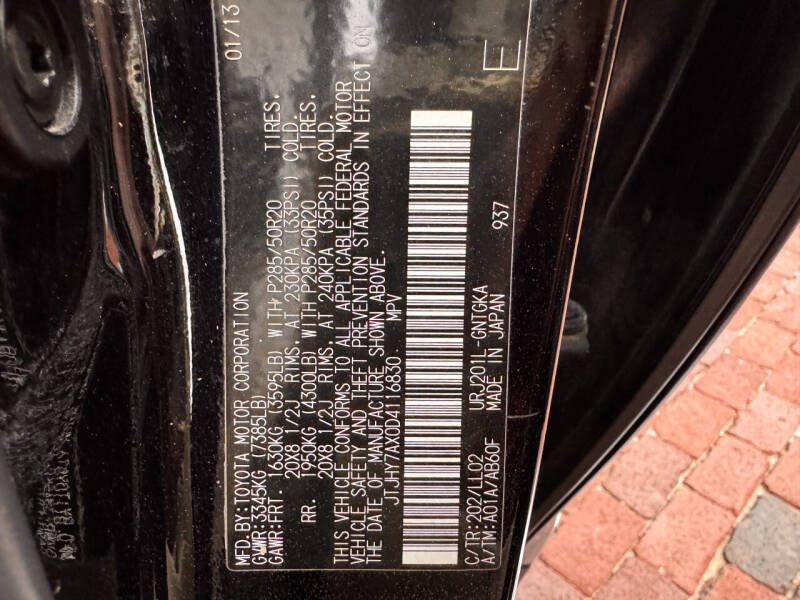 MFD.BY:TOYOTA MOTOR CORPORATION 01/13
GVWR:3345KG (7385LB)
GAWR:FRT. 1630KG (3595LB) WITH P285/50R20 TIRES.
20X8 1/2J RIMS, AT 230KPA (33PSI) COLD.
RR. 1950KG (4300LB) WITH P285/50R20 TIRES.
20X8 1/2J RIMS, AT 240KPA (35PSI) COLD.
THIS VEHICLE CONFORMS TO ALL APPLICABLE FEDERAL MOTOR
VEHICLE SAFETY AND THEFT PREVENTION STANDARDS IN EFFECT ON
THE DATE OF MANUFACTURE SHOWN ABOVE.
JTJHY7AX0D4116830 MPV
C/TR:202/LL02 URJ201L-GNTGKA 937 E
A/TM:A01A/AB60F MADE IN JAPAN